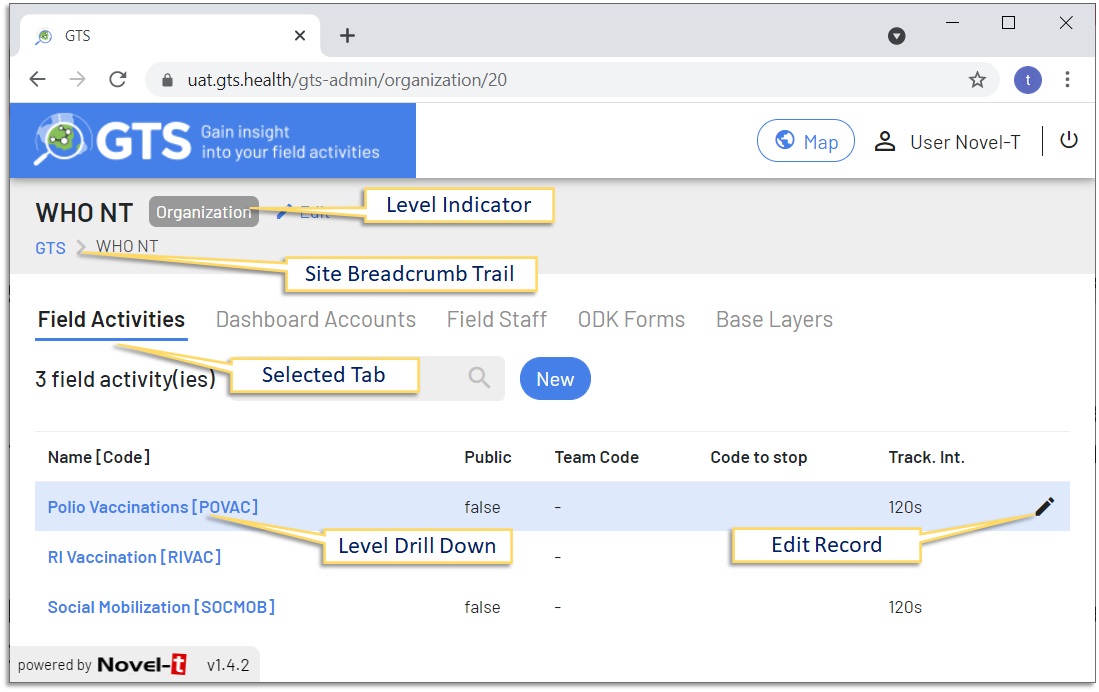 GTS
uat.gts.health/gts-admin/organization/20
t
GTS Gain insight
into your field activities
Map
User Novel-T
WHO NT Organization Edit
Level Indicator
GTS WHO NT
Site Breadcrumb Trail
Field Activities Dashboard Accounts Field Staff ODK Forms Base Layers
3 field activity(ies) Selected Tab New
Name [Code] Public Team Code Code to stop Track. Int.
Polio Vaccinations [POVAC] false - 120s
Level Drill Down Edit Record
RI Vaccination [RIVAC] -
Social Mobilization [SOCMOB] false - 120s
powered by Novel-t v1.4.2